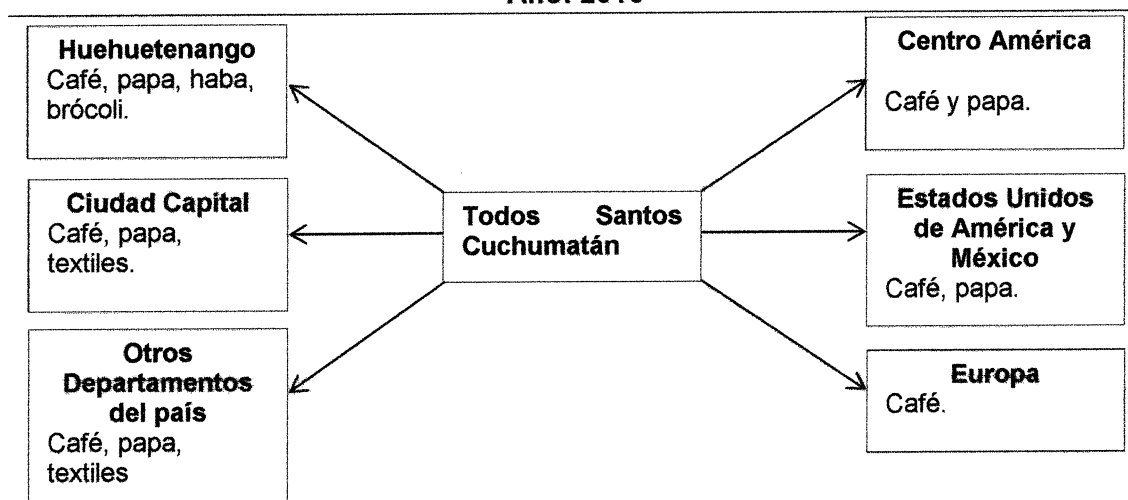 Huehuetenango
Café, papa, haba,
brócoli.
Ciudad Capital
Café, papa,
textiles.
Otros
Departamentos
del país
Café, papa,
textiles
Todos Santos
Cuchumatán
Centro América
Café y papa.
Estados Unidos
de América y
México
Café, papa.
Europa
Café.